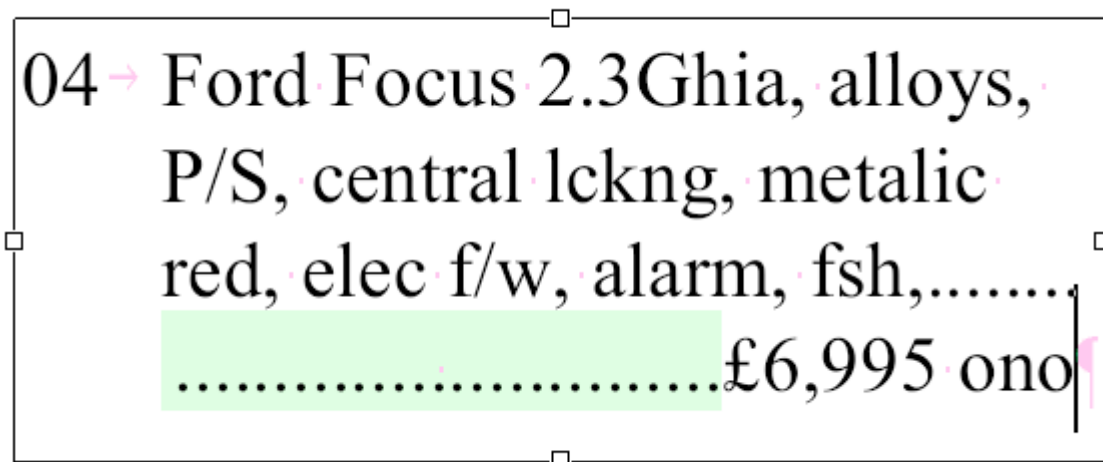 04 Ford Focus 2.3Ghia, alloys,
P/S, central lckng, metalic
red, elec f/w, alarm, fsh,........
..............................£6,995 ono